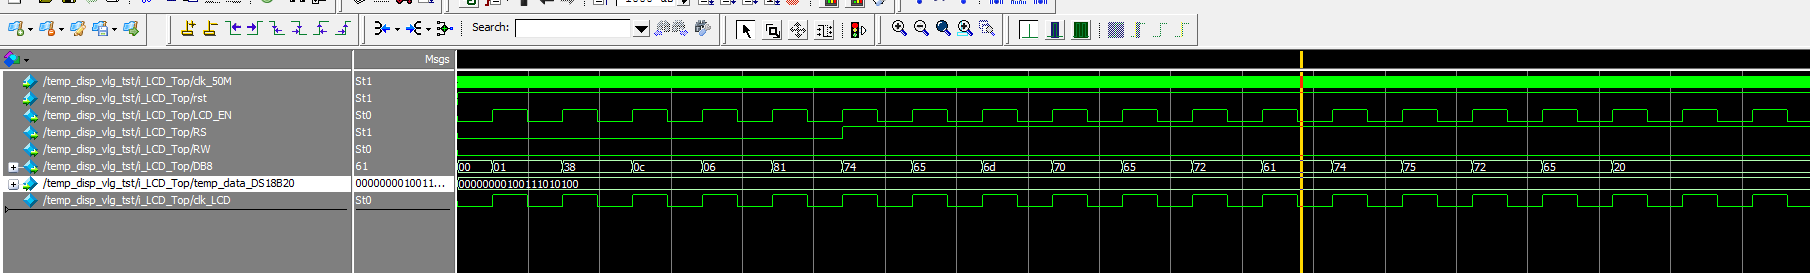 Search:
Msgs
/temp_disp_vlg_tst/i_LCD_Top/clk_50M St1
/temp_disp_vlg_tst/i_LCD_Top/rst St1
/temp_disp_vlg_tst/i_LCD_Top/LCD_EN St0
/temp_disp_vlg_tst/i_LCD_Top/RS St1
/temp_disp_vlg_tst/i_LCD_Top/RW St0
/temp_disp_vlg_tst/i_LCD_Top/DB8 61 00 01 38 0c 06 81 74 65 6d 70 65 72 61 74 75 72 65 20
/temp_disp_vlg_tst/i_LCD_Top/temp_data_DS18B20 0000000010011... 00000000100111010100
/temp_disp_vlg_tst/i_LCD_Top/clk_LCD St0